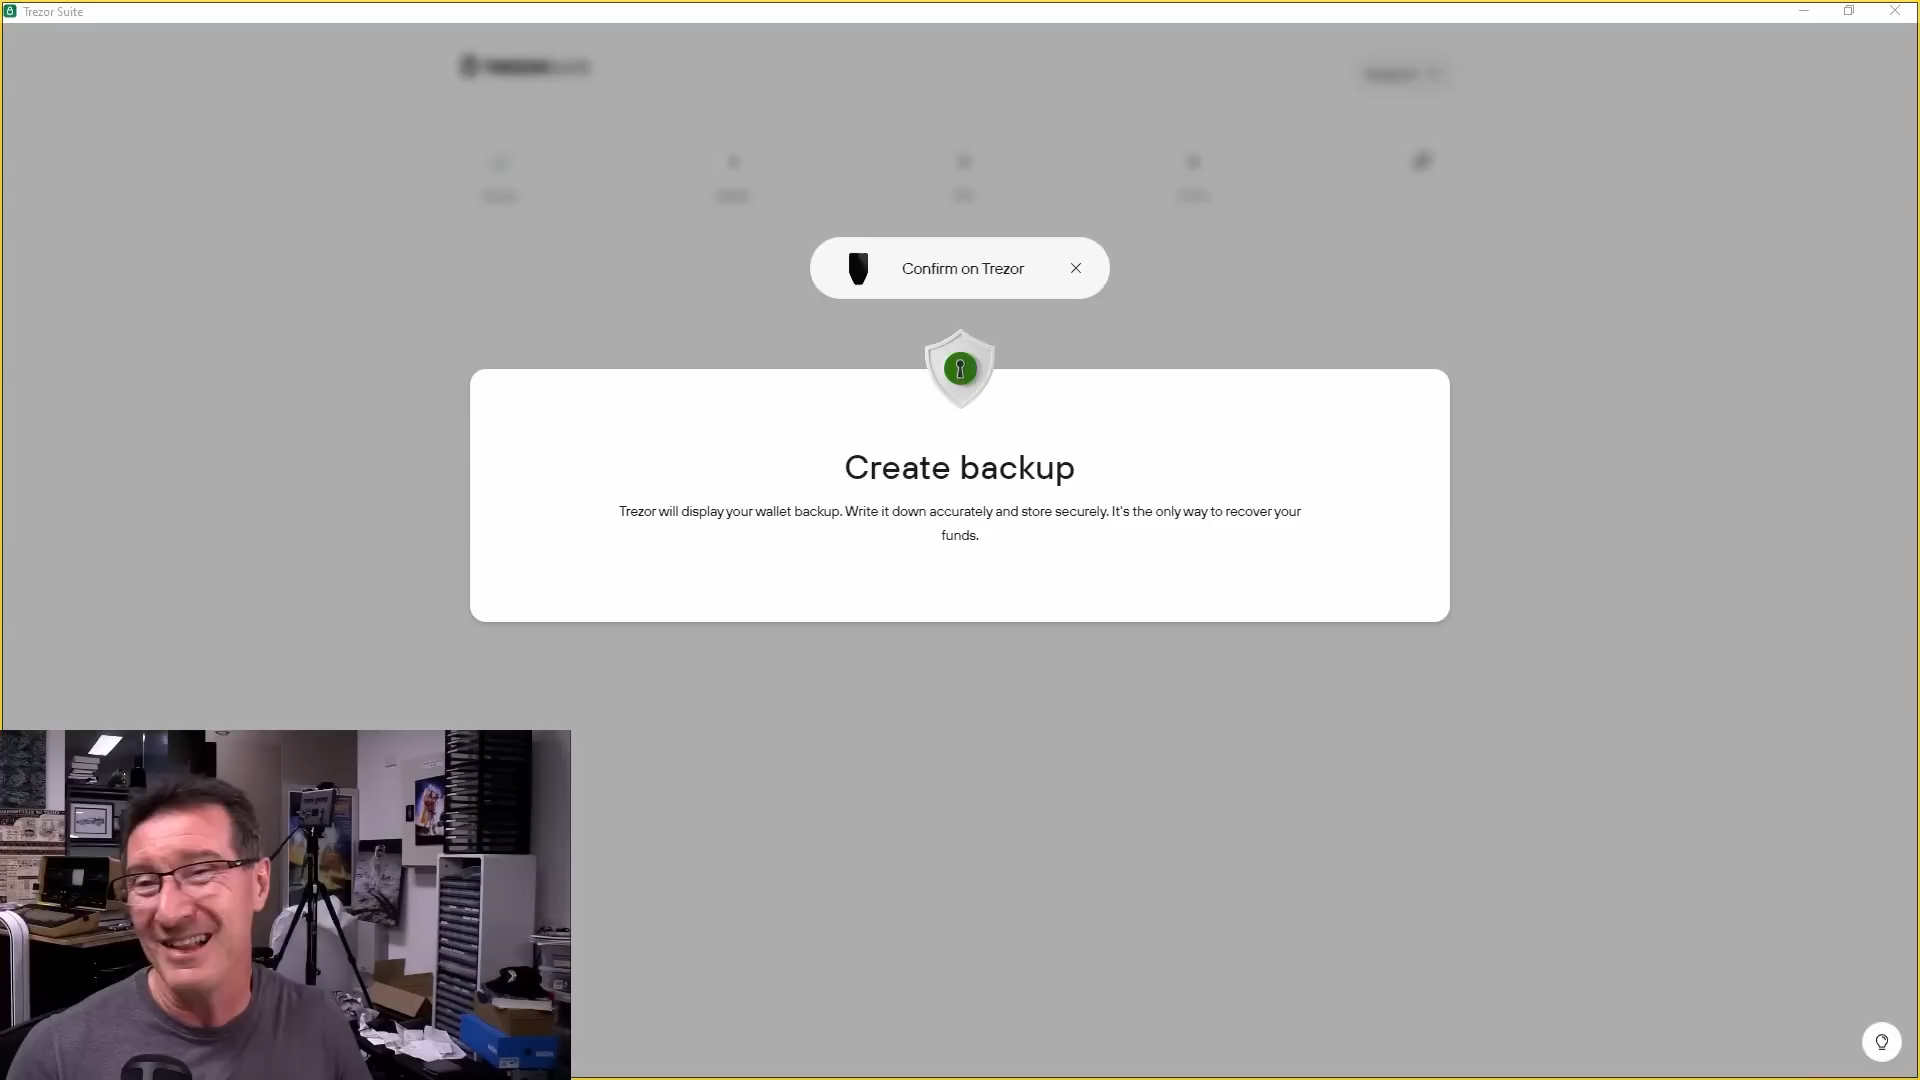 Trezor Suite
Confirm on Trezor
Create backup
Trezor will display your wallet backup. Write it down accurately and store securely. It's the only way to recover your
funds.